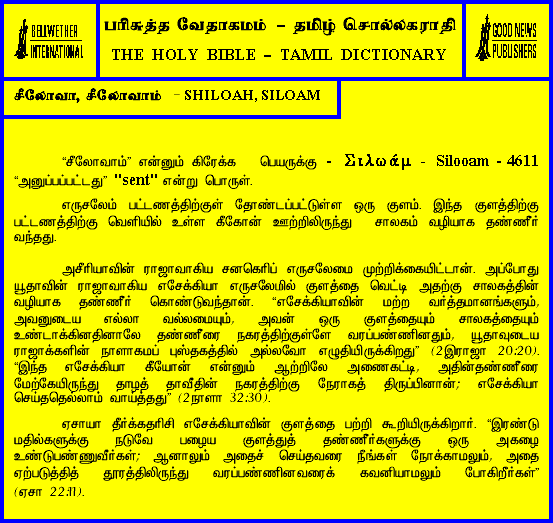 BELLWETHER
INTERNATIONAL
பரிசுத்த வேதாகமம் – தமிழ் சொல்லகராதி
THE HOLY BIBLE – TAMIL DICTIONARY
GOOD NEWS
PUBLISHERS
சீலோவா, சீலோவாம் – SHILOAH, SILOAM
“சீலோவாம்” என்னும் கிரேக்க பெயருக்கு - Σιλωάμ - Silooam - 4611
“அனுப்பப்பட்டது” "sent" என்று பொருள்.
எருசலேம் பட்டணத்திற்குள் தோண்டப்பட்டுள்ள ஒரு குளம். இந்த குளத்திற்கு
பட்டணத்திற்கு வெளியில் உள்ள கீகோன் ஊற்றிலிருந்து சாலகம் வழியாக தண்ணீர்
வந்தது.
அசீரியாவின் ராஜாவாகிய சனகெரிப் எருசலேமை முற்றிக்கையிட்டான். அப்போது
யூதாவின் ராஜாவாகிய எசேக்கியா எருசலேமில் குளத்தை வெட்டி அதற்கு சாலகத்தின்
வழியாக தண்ணீர் கொண்டுவந்தான். “எசேக்கியாவின் மற்ற வர்த்தமானங்களும்,
அவனுடைய எல்லா வல்லமையும், அவன் ஒரு குளத்தையும் சாலகத்தையும்
உண்டாக்கினதினாலே தண்ணீரை நகரத்திற்குள்ளே வரப்பண்ணினதும், யூதாவுடைய
ராஜாக்களின் நாளாகமப் புஸ்தகத்தில் அல்லவோ எழுதியிருக்கிறது” (2இராஜா 20:20).
“இந்த எசேக்கியா கீயோன் என்னும் ஆற்றிலே அணைகட்டி, அதின்தண்ணீரை
மேற்கேயிருந்து தாழத் தாவீதின் நகரத்திற்கு நேராகத் திருப்பினான்; எசேக்கியா
செய்ததெல்லாம் வாய்த்தது” (2நாளா 32:30).
ஏசாயா தீர்க்கதரிசி எசேக்கியாவின் குளத்தை பற்றி கூறியிருக்கிறார். “இரண்டு
மதில்களுக்கு நடுவே பழைய குளத்துத் தண்ணீர்களுக்கு ஒரு அகழை
உண்டுபண்ணுவீர்கள்; ஆனாலும் அதைச் செய்தவரை நீங்கள் நோக்காமலும், அதை
ஏற்படுத்தித் தூரத்திலிருந்து வரப்பண்ணினவரைக் கவனியாமலும் போகிறீர்கள்”
(ஏசா 22:11).